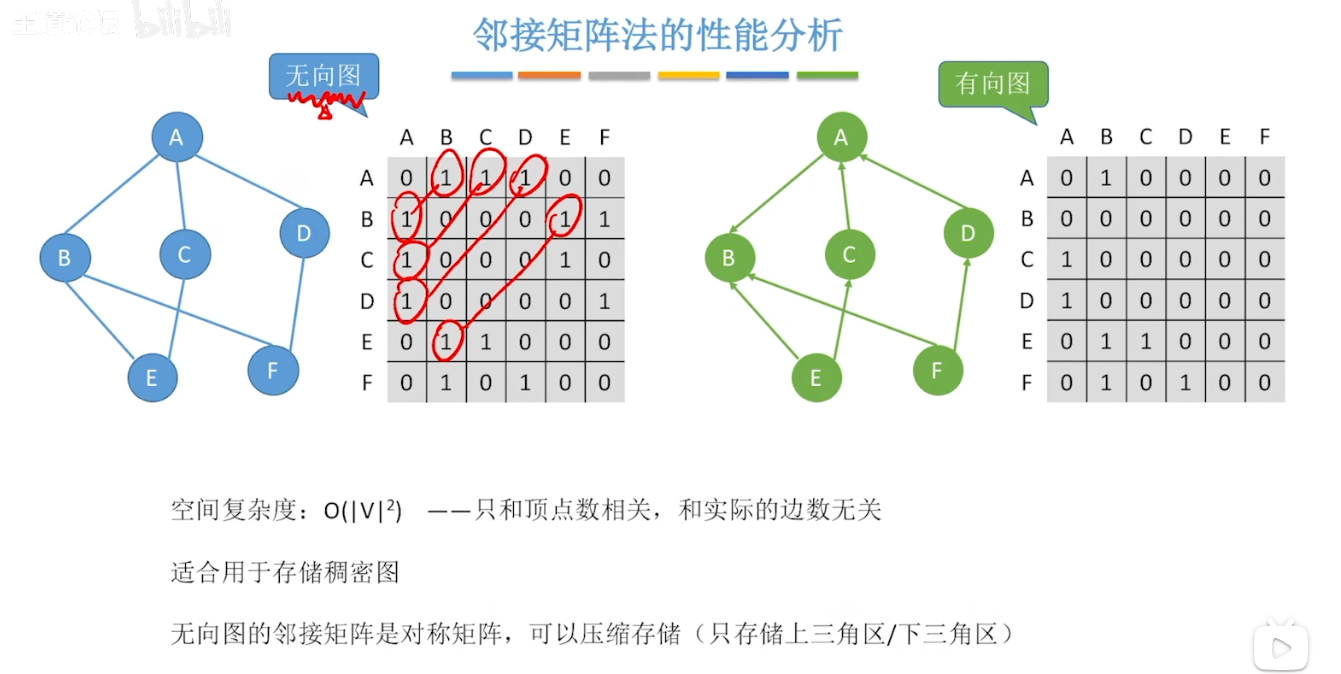 王道论坛 bilibili
邻接矩阵法的性能分析
无向图
有向图
A B C D E F
A 0 1 1 1 0 0
B 1 0 0 0 1 1
C 1 0 0 0 1 0
D 1 0 0 0 0 1
E 0 1 1 0 0 0
F 0 1 0 1 0 0
A
B
C
D
E
F
A B C D E F
A 0 1 0 0 0 0
B 0 0 0 0 0 0
C 1 0 0 0 0 0
D 1 0 0 0 0 0
E 0 1 1 0 0 0
F 0 1 0 1 0 0
A
B
C
D
E
F
空间复杂度：O(|V|²) ——只和顶点数相关，和实际的边数无关
适合用于存储稠密图
无向图的邻接矩阵是对称矩阵，可以压缩存储（只存储上三角区/下三角区）